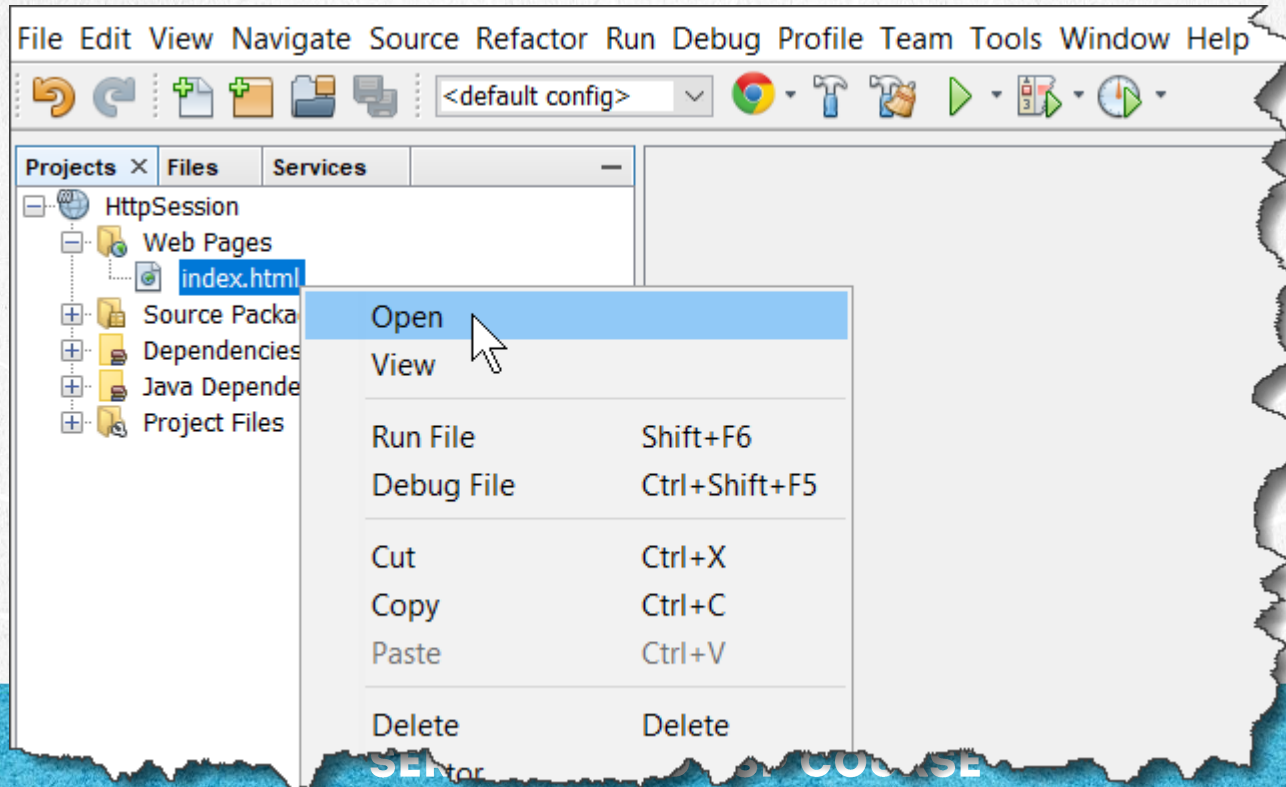 File Edit View Navigate Source Refactor Run Debug Profile Team Tools Window Help
<default config>
Projects Files Services
HttpSession
Web Pages
index.html
Source Packa
Open
Dependencies
View
Java Depende
Project Files
Run File Shift+F6
Debug File Ctrl+Shift+F5
Cut Ctrl+X
Copy Ctrl+C
Paste Ctrl+V
Delete Delete
COURSE